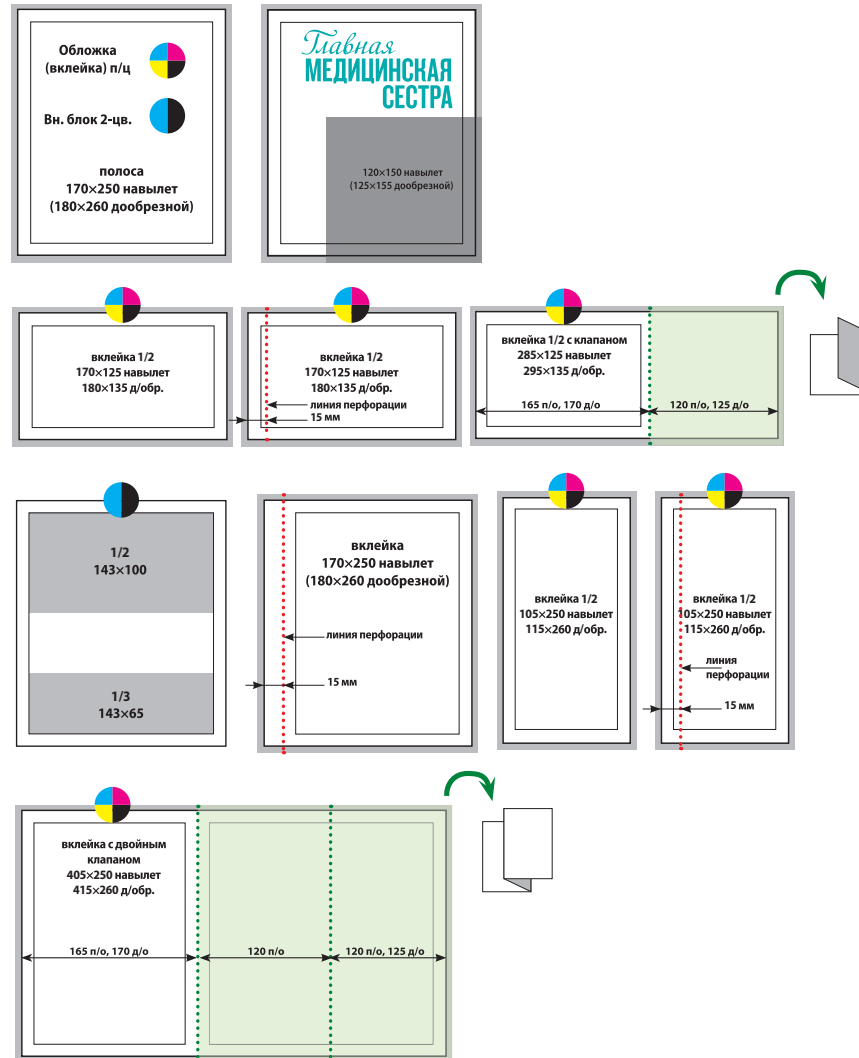 Обложка
(вклейка) п/ц
Вн. блок 2-цв.
полоса
170×250 навылет
(180×260 дообрезной)
Главная
МЕДИЦИНСКАЯ
СЕСТРА
120×150 навылет
(125×155 дообрезной)
вклейка 1/2
170×125 навылет
180×135 д/обр.
вклейка 1/2
170×125 навылет
180×135 д/обр.
линия перфорации
15 мм
вклейка 1/2 с клапаном
285×125 навылет
295×135 д/обр.
165 п/о, 170 д/о
120 п/о, 125 д/о
1/2
143×100
1/3
143×65
вклейка
170×250 навылет
(180×260 дообрезной)
линия перфорации
15 мм
вклейка 1/2
105×250 навылет
115×260 д/обр.
вклейка 1/2
105×250 навылет
115×260 д/обр.
линия
перфорации
15 мм
вклейка с двойным
клапаном
405×250 навылет
415×260 д/обр.
165 п/о, 170 д/о
120 п/о
120 п/о, 125 д/о